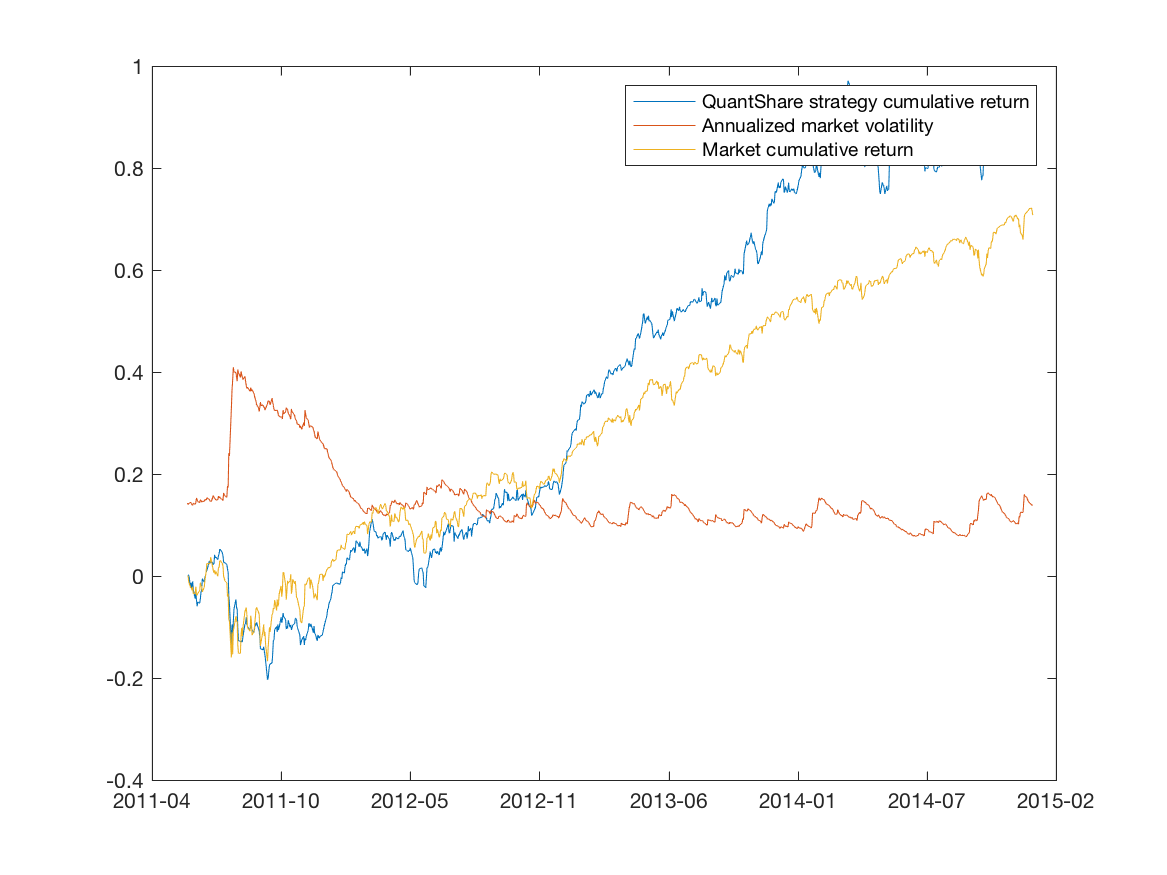 1
QuantShare strategy cumulative return
Annualized market volatility
Market cumulative return
0.8
0.6
0.4
0.2
0
-0.2
-0.4
2011-04 2011-10 2012-05 2012-11 2013-06 2014-01 2014-07 2015-02